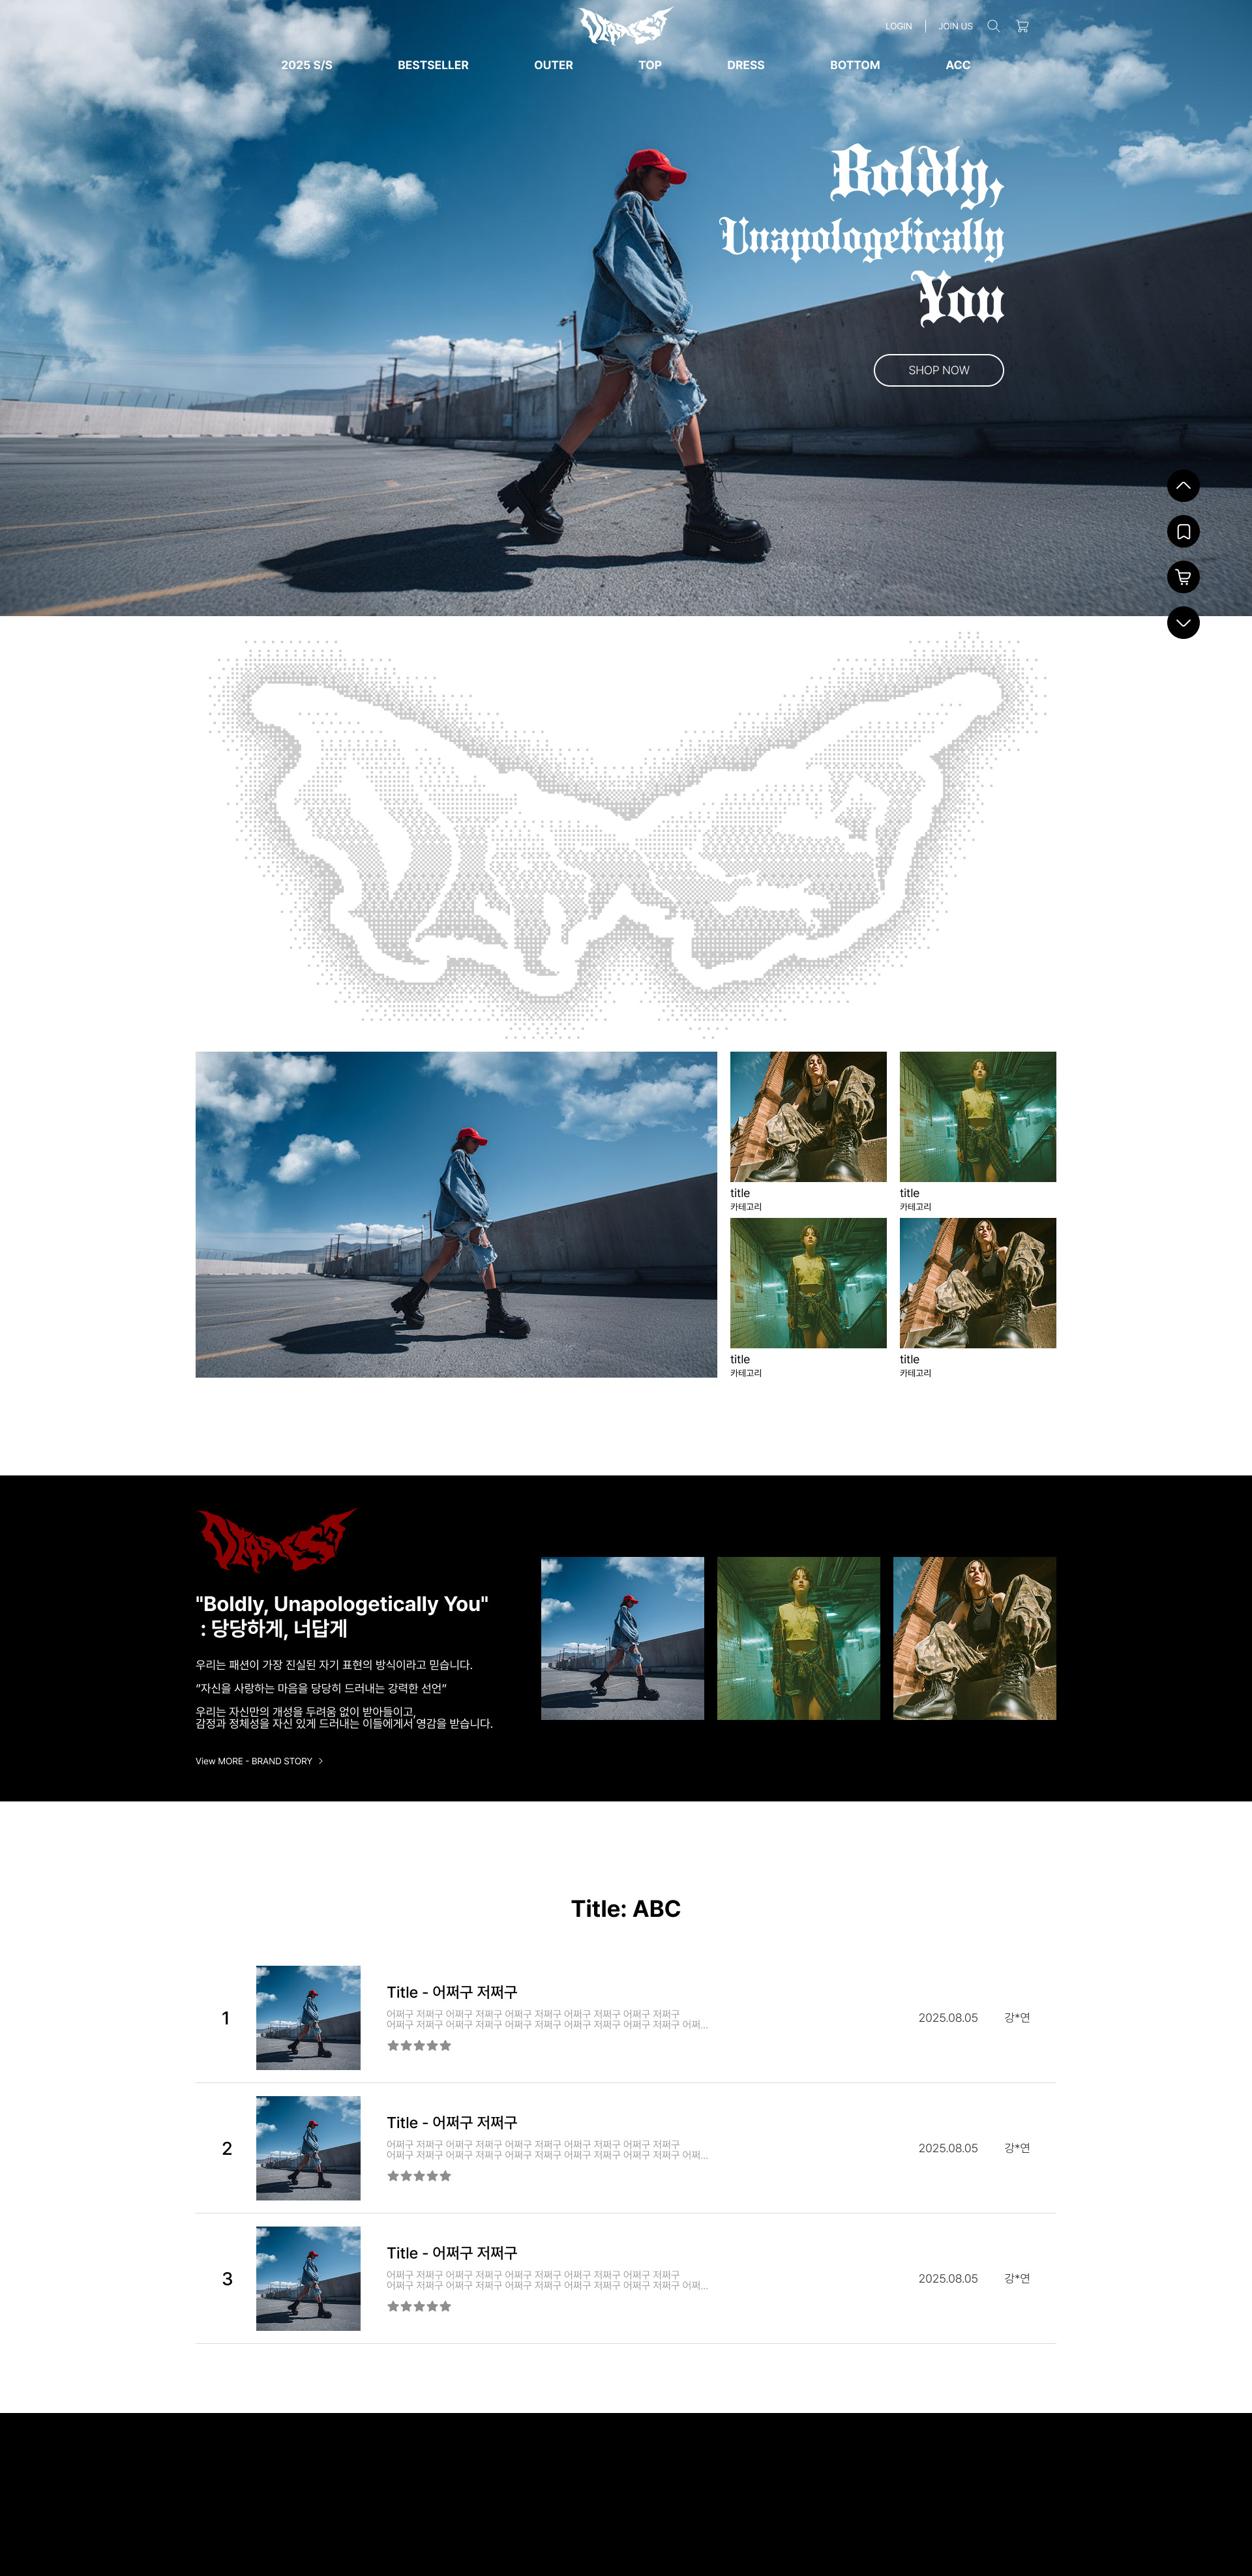 LOGIN
JOIN US
2025 S/S
BESTSELLER
OUTER
TOP
DRESS
BOTTOM
ACC
Boldly,
Unapologetically
You
SHOP NOW
title
카테고리
title
카테고리
title
카테고리
title
카테고리
"Boldly, Unapologetically You"
: 당당하게, 너답게
우리는 패션이 가장 진실된 자기 표현의 방식이라고 믿습니다.
"자신을 사랑하는 마음을 당당히 드러내는 강력한 선언"
우리는 자신만의 개성을 두려움 없이 받아들이고,
감정과 정체성을 자신 있게 드러내는 이들에게서 영감을 받습니다.
View MORE - BRAND STORY
Title: ABC
1
Title - 어쩌구 저쩌구
어쩌구 저쩌구 어쩌구 저쩌구 어쩌구 저쩌구 어쩌구 저쩌구 어쩌구 저쩌구
어쩌구 저쩌구 어쩌구 저쩌구 어쩌구 저쩌구 어쩌구 저쩌구 어쩌구 저쩌구 어쩌...
2025.08.05
강*연
2
Title - 어쩌구 저쩌구
어쩌구 저쩌구 어쩌구 저쩌구 어쩌구 저쩌구 어쩌구 저쩌구 어쩌구 저쩌구
어쩌구 저쩌구 어쩌구 저쩌구 어쩌구 저쩌구 어쩌구 저쩌구 어쩌구 저쩌구 어쩌...
2025.08.05
강*연
3
Title - 어쩌구 저쩌구
어쩌구 저쩌구 어쩌구 저쩌구 어쩌구 저쩌구 어쩌구 저쩌구 어쩌구 저쩌구
어쩌구 저쩌구 어쩌구 저쩌구 어쩌구 저쩌구 어쩌구 저쩌구 어쩌구 저쩌구 어쩌...
2025.08.05
강*연